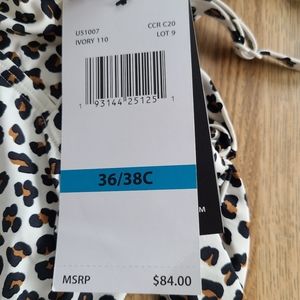 US1007 CCR C20
IVORY 110 LOT 9
1 93144 25125 1
36/38C
M
MSRP $84.00